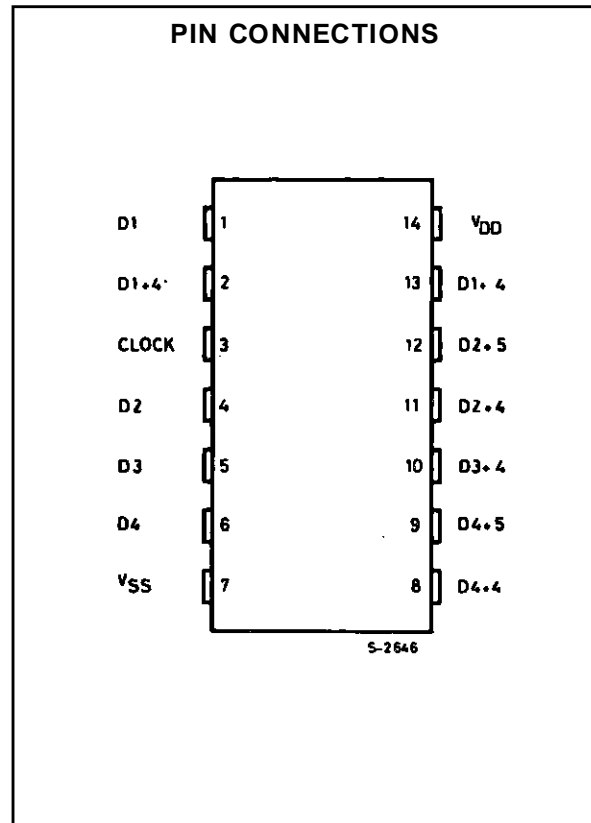 PIN CONNECTIONS
D1 1 14 VDD
D1+4' 2 13 D1+ 4
CLOCK 3 12 D2+5
D2 4 11 D2+4
D3 5 10 D3+4
D4 6 9 D4+5
VSS 7 8 D4+4
S-2646